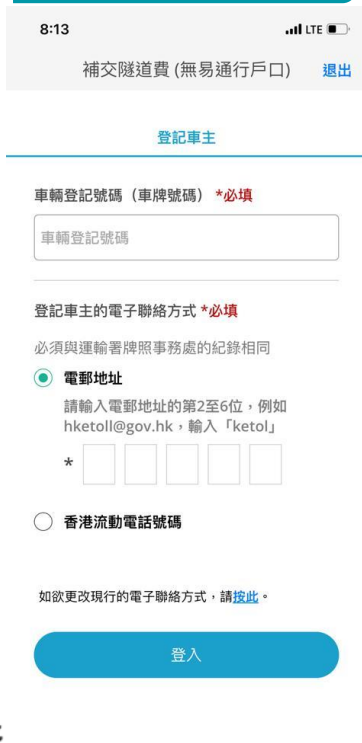 8:13
LTE
補交隧道費 (無易通行戶口)
退出
登記車主
車輛登記號碼（車牌號碼） *必填
車輛登記號碼
登記車主的電子聯絡方式 *必填
必須與運輸署牌照事務處的紀錄相同
電郵地址
請輸入電郵地址的第2至6位，例如
hketoll@gov.hk，輸入「ketol」
*
香港流動電話號碼
如欲更改現行的電子聯絡方式，請按此。
登入